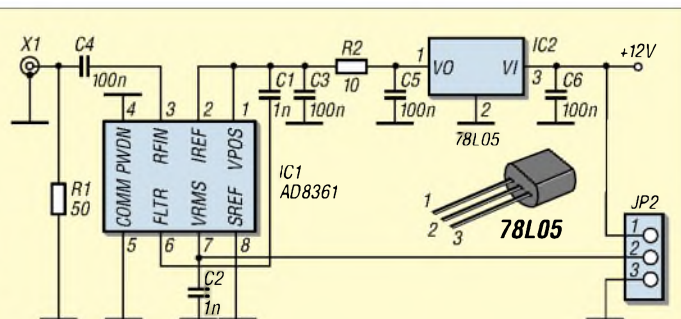 X1
C4
100n
R1
50
4
3
2
1
COMM PWDN
FLTR RFIN
VRMS IREF
SREF VPOS
5
6
7
8
IC1
AD8361
C1
1n
C3
100n
R2
10
C5
100n
1
VO
VI
3
2
IC2
78L05
C6
100n
+12V
C2
1n
1
2
3
78L05
JP2
1
2
3